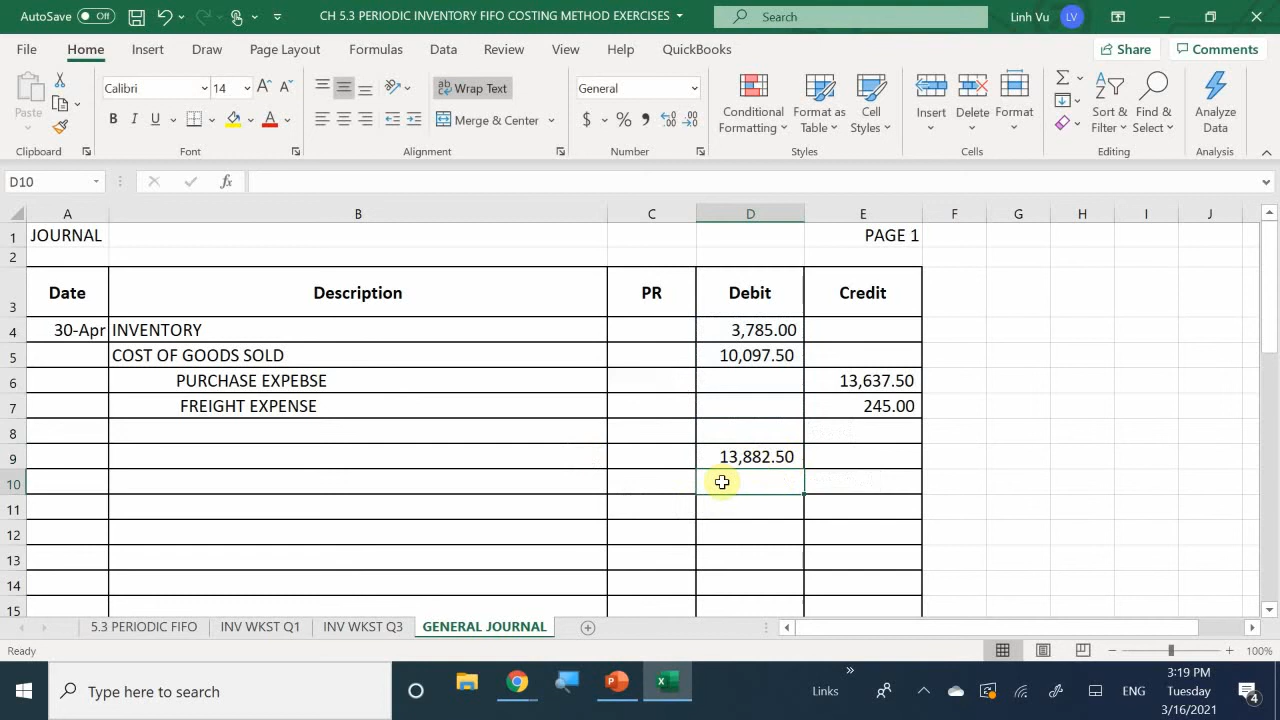 AutoSave Off CH 5.3 PERIODIC INVENTORY FIFO COSTING METHOD EXERCISES Search Linh Vu LV
File Home Insert Draw Page Layout Formulas Data Review View Help QuickBooks Share Comments
Paste Calibri 14 A A ab Wrap Text General Conditional Formatting Format as Table Cell Styles Insert Delete Format Sort & Filter Find & Select Analyze Data
B I U A Merge & Center $ % 9
Clipboard Font Alignment Number Styles Cells Editing Analysis
D10 fx
A B C D E F G H I J
1 JOURNAL PAGE 1
2
3 Date Description PR Debit Credit
4 30-Apr INVENTORY 3,785.00
5 COST OF GOODS SOLD 10,097.50
6 PURCHASE EXPEBSE 13,637.50
7 FREIGHT EXPENSE 245.00
8
9 13,882.50
10
11
12
13
14
15
5.3 PERIODIC FIFO INV WKST Q1 INV WKST Q3 GENERAL JOURNAL
Ready 100%
Type here to search Links ENG 3:19 PM
Tuesday
3/16/2021 4